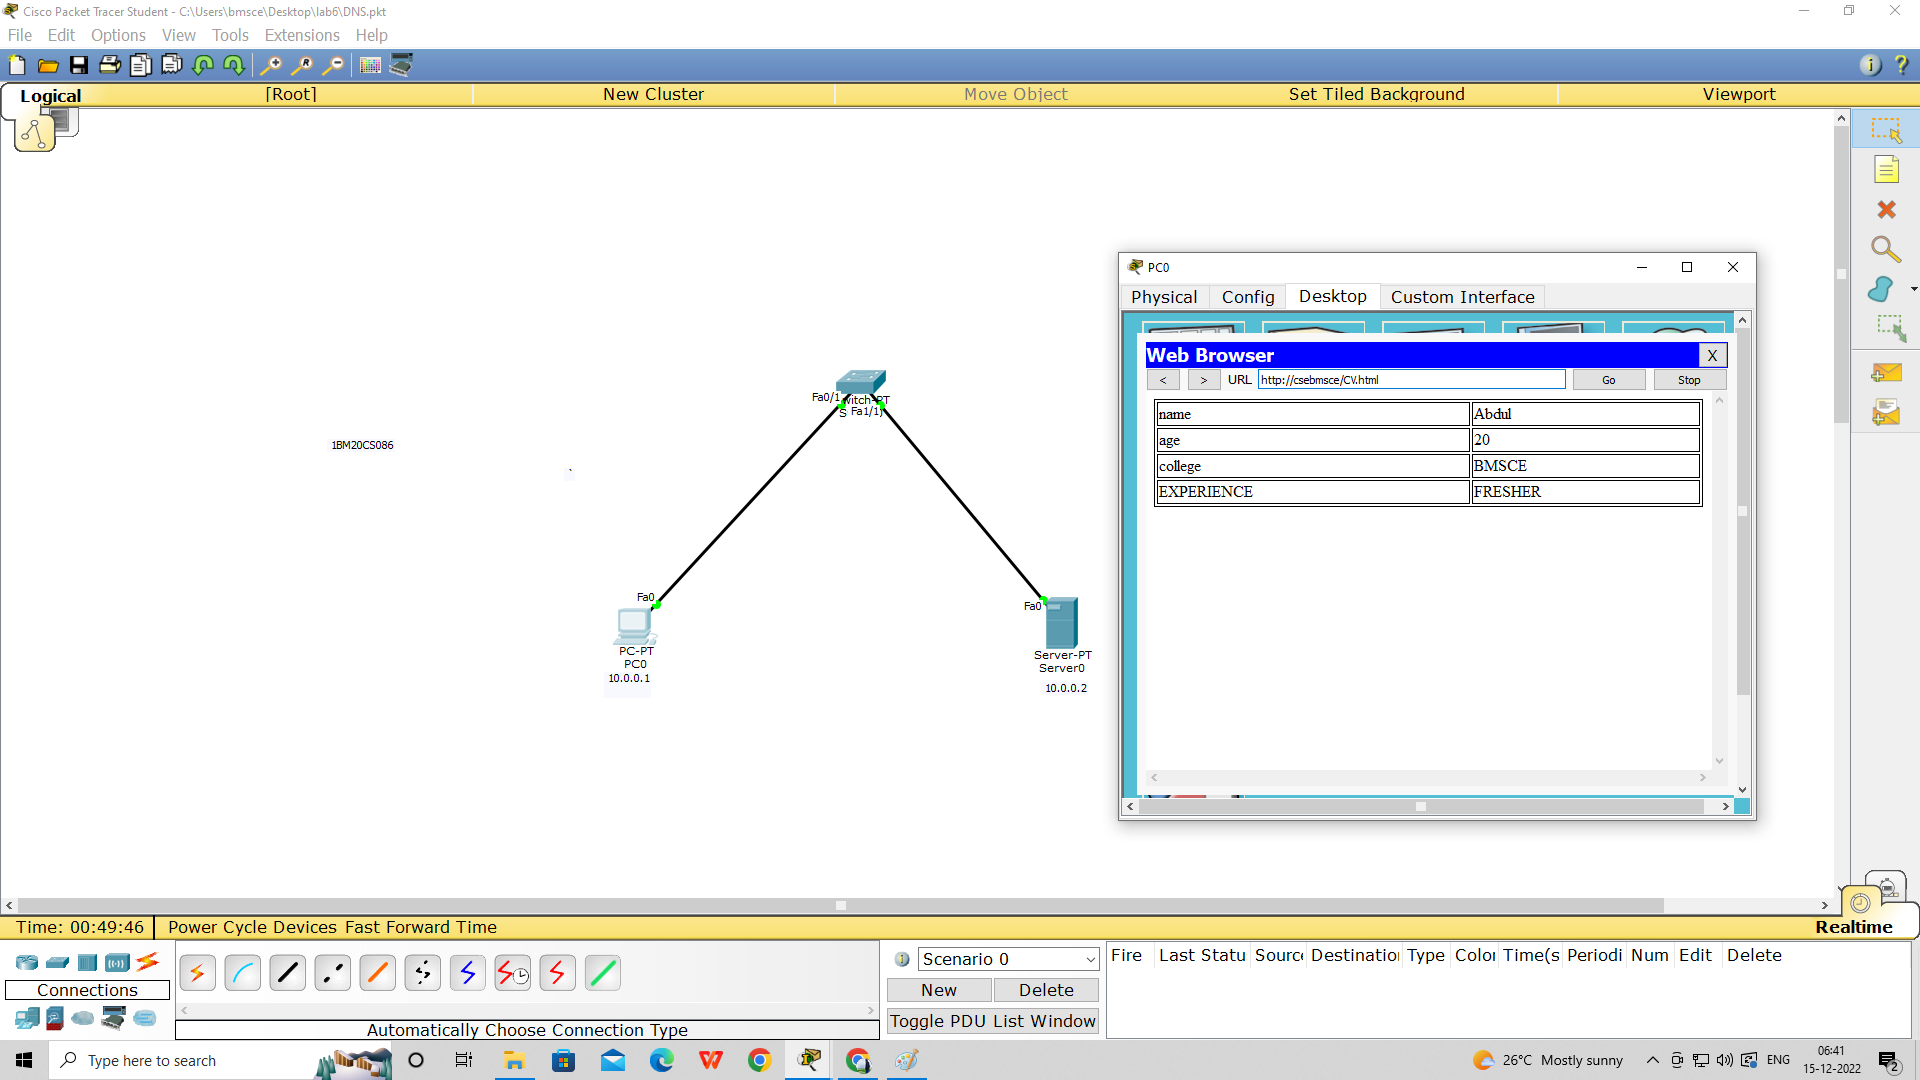 Cisco Packet Tracer Student - C:\Users\bmsce\Desktop\lab6\DNS.pkt
File Edit Options View Tools Extensions Help
Logical [Root] New Cluster Move Object Set Tiled Background Viewport
PC0
Physical Config Desktop Custom Interface
Web Browser X
< > URL http://csebmsce/CV.html Go Stop
name Abdul
age 20
college BMSCE
EXPERIENCE FRESHER
Fa0/1 witch-PT
S Fa1/1)
1BM20CS086
Fa0
PC-PT
PC0
10.0.0.1
Fa0
Server-PT
Server0
10.0.0.2
Time: 00:49:46 Power Cycle Devices Fast Forward Time Realtime
Connections
Automatically Choose Connection Type
Scenario 0
New Delete
Toggle PDU List Window
Fire Last Statu Source Destination Type Color Time(s Periodi Num Edit Delete
Type here to search
26°C Mostly sunny ENG
06:41
15-12-2022
2